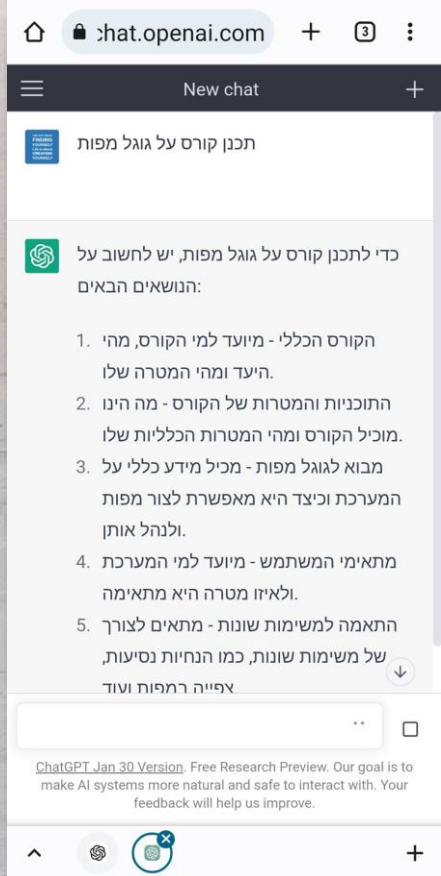 chat.openai.com
3
New chat
תכנן קורס על גוגל מפות
כדי לתכנן קורס על גוגל מפות, יש לחשוב על
הנושאים הבאים:
1. הקורס הכללי - מיועד למי הקורס, מהי
היעד ומהי המטרה שלו.
2. התוכניות והמטרות של הקורס - מה הינו
מוכיל הקורס ומהי המטרות הכלליות שלו.
3. מבוא לגוגל מפות - מכיל מידע כללי על
המערכת וכיצד היא מאפשרת לצור מפות
ולנהל אותן.
4. מתאימי המשתמש - מיועד למי המערכת
ולאיזו מטרה היא מתאימה.
5. התאמה למשימות שונות - מתאים לצורך
של משימות שונות, כמו הנחיות נסיעות,
צפייה במפות ועוד
ChatGPT Jan 30 Version. Free Research Preview. Our goal is to
make AI systems more natural and safe to interact with. Your
feedback will help us improve.